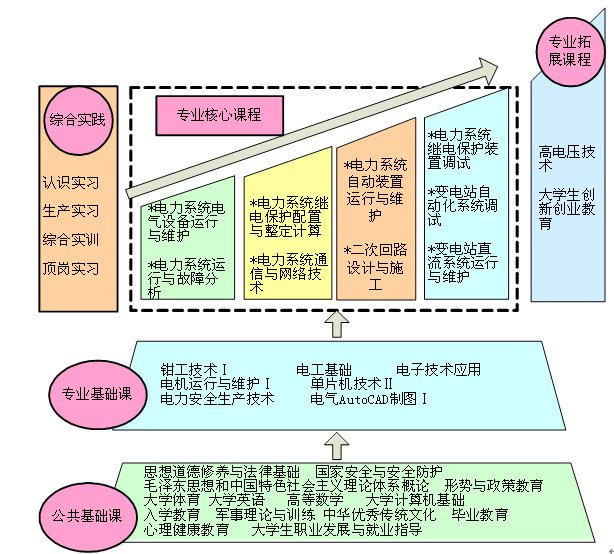 专业拓
展课程
综合实践
认识实习
生产实习
综合实训
顶岗实习
专业核心课程
*电力系统电
气设备运行
与维护
*电力系统运
行与故障分
析
*电力系统继
电保护配置
与整定计算
*电力系统通
信与网络技
术
*电力系统
自动装置
运行与维
护
*二次回路
设计与施
工
*电力系统
继电保护装
置调试
*变电站自
动化系统调
试
*变电站直
流系统运行
与维护
高电压技
术
大学生创
新创业教
育
专业基础课
钳工技术Ⅰ 电工基础 电子技术应用
电机运行与维护Ⅰ 单片机技术Ⅱ
电力安全生产技术 电气AutoCAD制图Ⅰ
公共基础课
思想道德修养与法律基础 国家安全与安全防护
毛泽东思想和中国特色社会主义理论体系概论 形势与政策教育
大学体育 大学英语 高等数学 大学计算机基础
入学教育 军事理论与训练 中华优秀传统文化 毕业教育
心理健康教育 大学生职业发展与就业指导